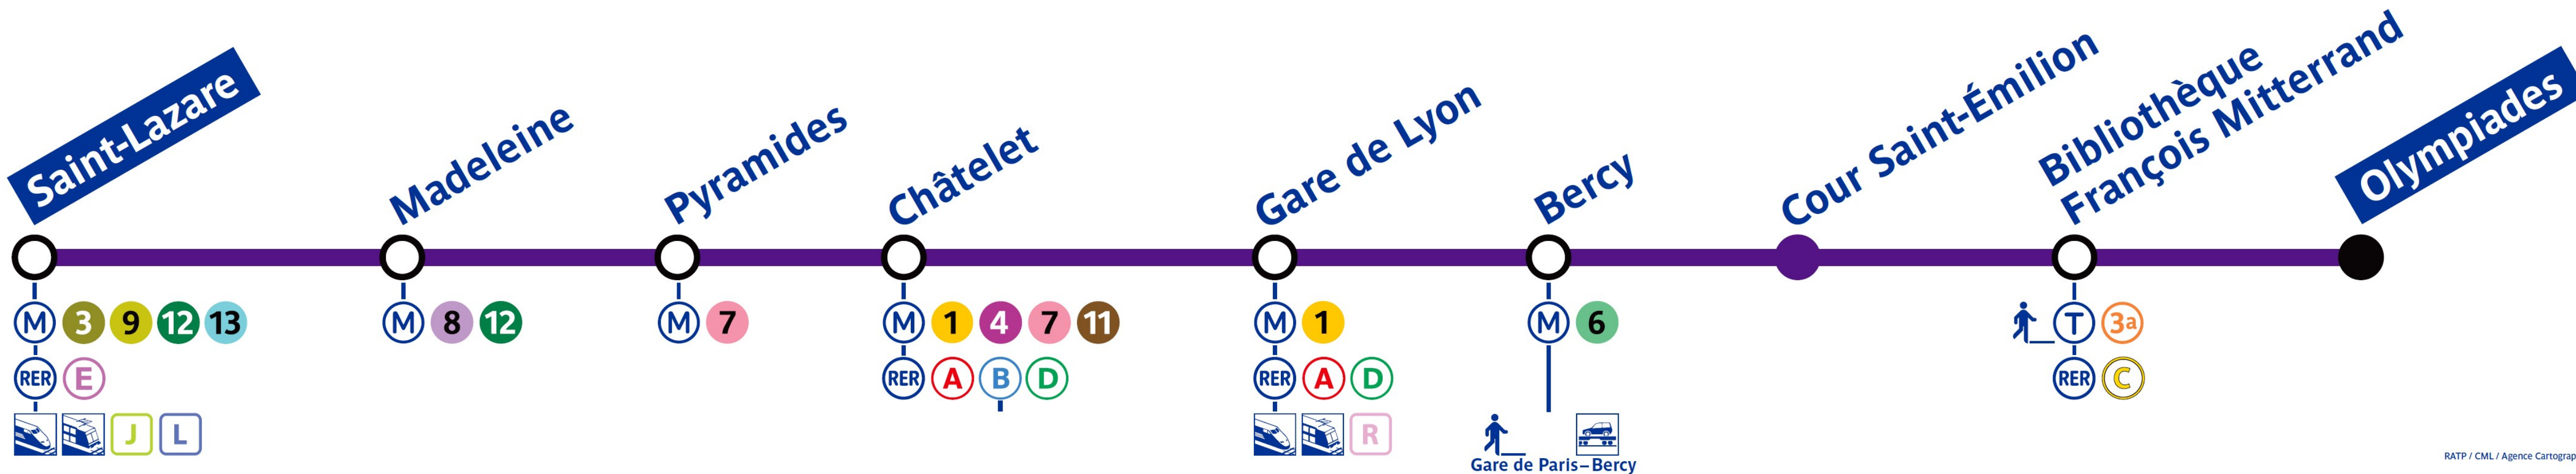 Saint-Lazare
Madeleine
Pyramides
Châtelet
Gare de Lyon
Bercy
Cour Saint-Émilion
Bibliothèque
François Mitterrand
Olympiades
M 3 9 12 13
M 8 12
M 7
M 1 4 7 11
M 1
M 6
T 3a
RER E
RER A B D
RER A D
RER C
J L
R
Gare de Paris–Bercy
RATP / CML / Agence